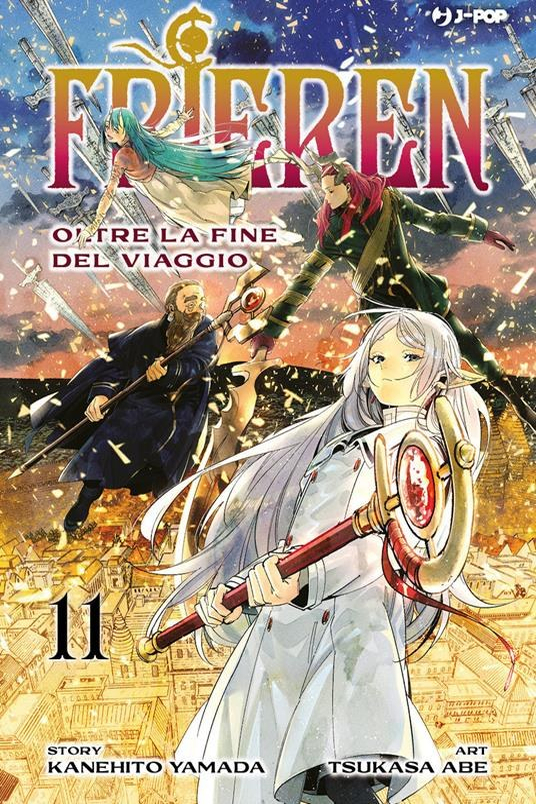 J-POP
FRIEREN
OLTRE LA FINE
DEL VIAGGIO
11
STORY
KANEHITO YAMADA
ART
TSUKASA ABE